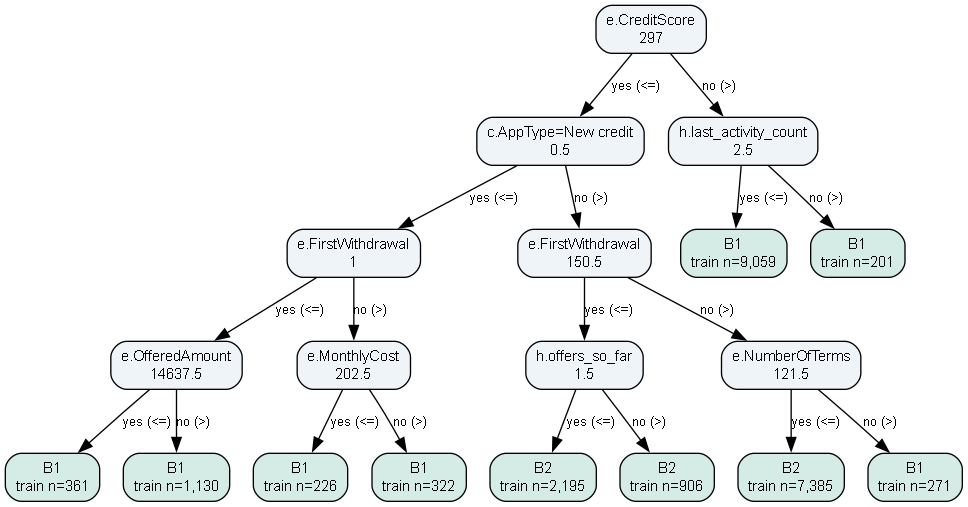 e.CreditScore
297
yes (<=)
no (>)
c.AppType=New credit
0.5
h.last_activity_count
2.5
yes (<=)
no (>)
yes (<=)
no (>)
e.FirstWithdrawal
1
e.FirstWithdrawal
150.5
B1
train n=9,059
B1
train n=201
yes (<=)
no (>)
yes (<=)
no (>)
e.OfferedAmount
14637.5
e.MonthlyCost
202.5
h.offers_so_far
1.5
e.NumberOfTerms
121.5
yes (<=)
no (>)
yes (<=)
no (>)
yes (<=)
no (>)
yes (<=)
no (>)
B1
train n=361
B1
train n=1,130
B1
train n=226
B1
train n=322
B2
train n=2,195
B2
train n=906
B2
train n=7,385
B1
train n=271